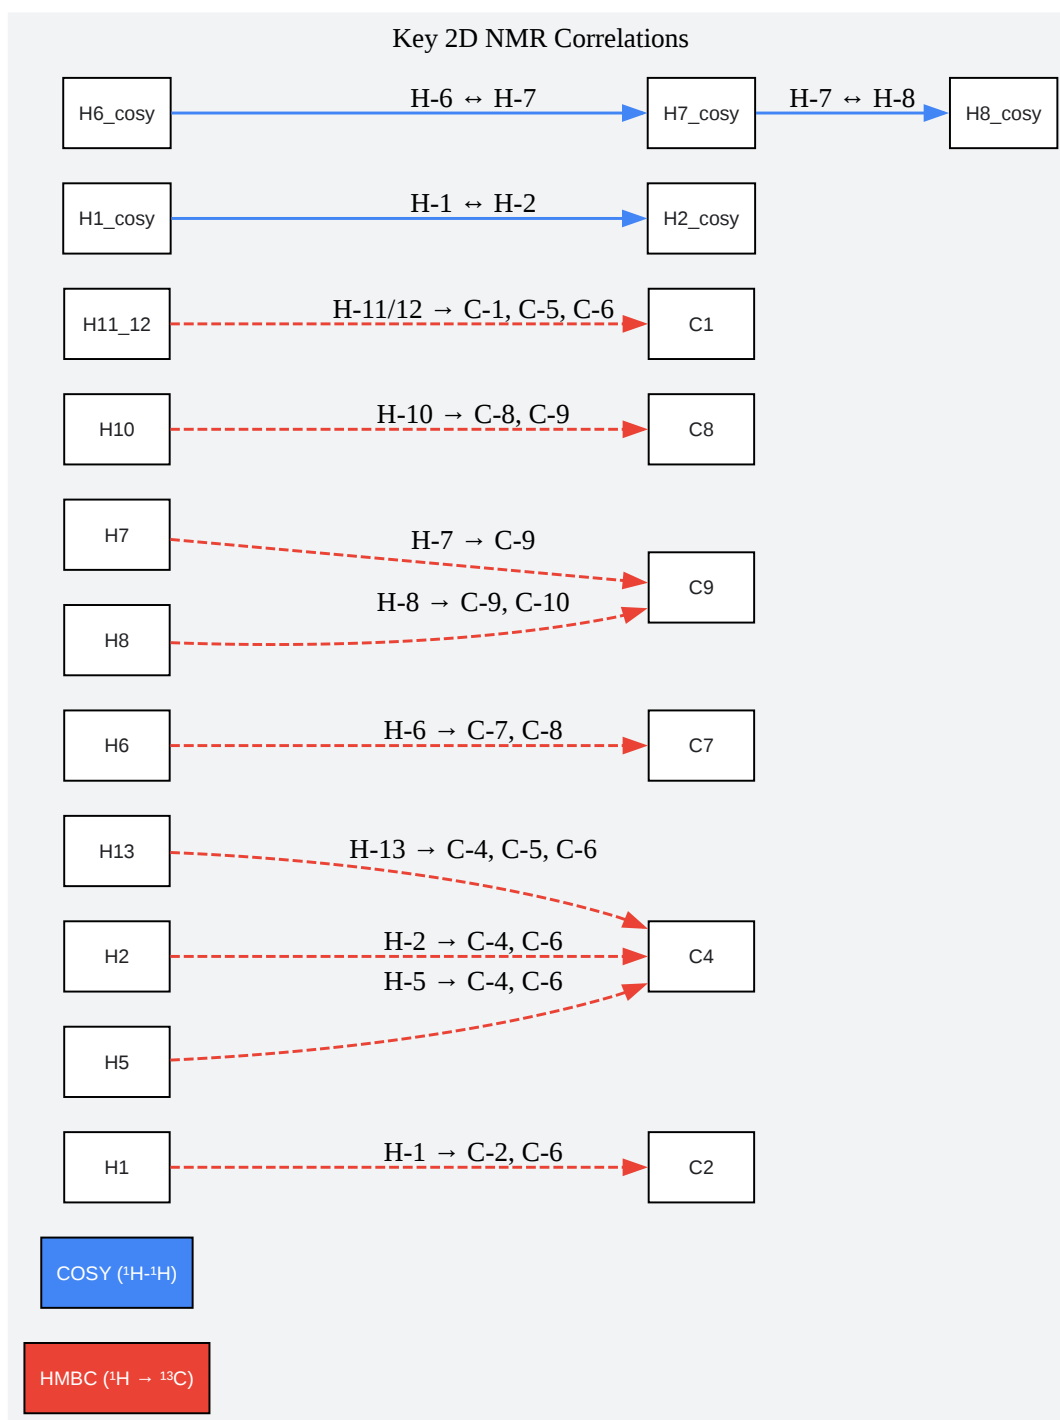 Key 2D NMR Correlations
H6_cosy
H-6 ↔ H-7
H7_cosy
H-7 ↔ H-8
H8_cosy
H1_cosy
H-1 ↔ H-2
H2_cosy
H11_12
H-11/12 → C-1, C-5, C-6
C1
H10
H-10 → C-8, C-9
C8
H7
H-7 → C-9
C9
H-8 → C-9, C-10
H8
H6
H-6 → C-7, C-8
C7
H13
H-13 → C-4, C-5, C-6
H2
H-2 → C-4, C-6
C4
H-5 → C-4, C-6
H5
H1
H-1 → C-2, C-6
C2
COSY (¹H-¹H)
HMBC (¹H → ¹³C)